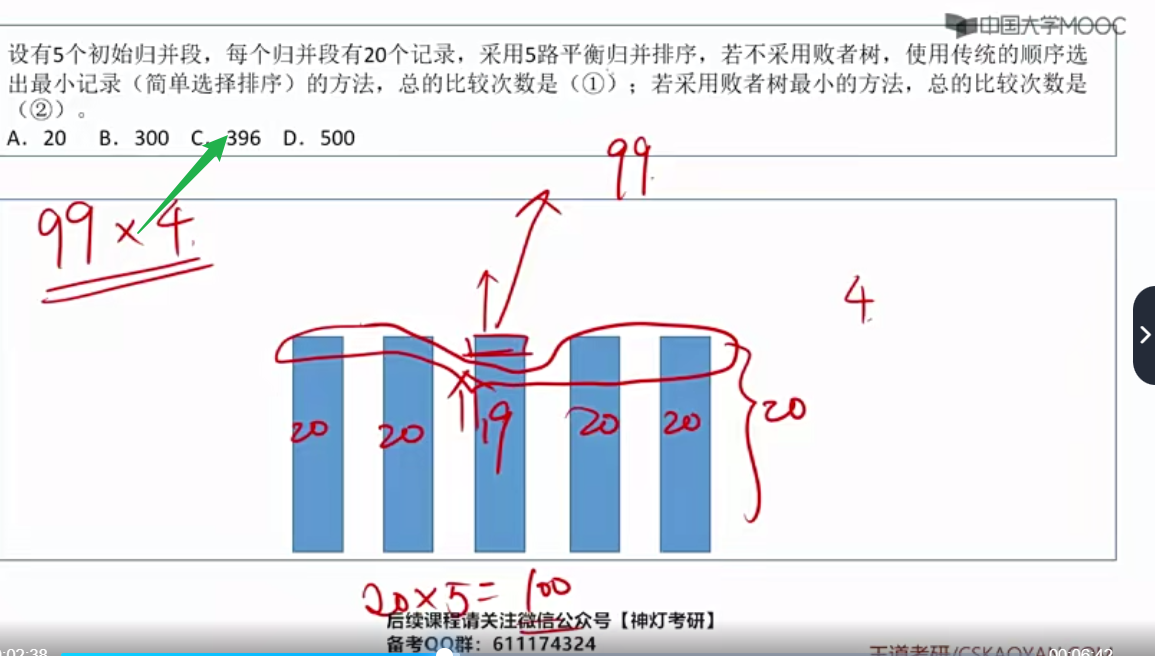 中国大学MOOC
设有5个初始归并段，每个归并段有20个记录，采用5路平衡归并排序，若不采用败者树，使用传统的顺序选
出最小记录（简单选择排序）的方法，总的比较次数是（①）；若采用败者树最小的方法，总的比较次数是
（②）。
A. 20 B. 300 C. 396 D. 500
99
99 × 4
4
20 20 19 20 20
20
20 × 5 = 100
后续课程请关注微信公众号【神灯考研】
备考QQ群：611174324
:02:38
王道考研/CSKAOYA
00:06:42